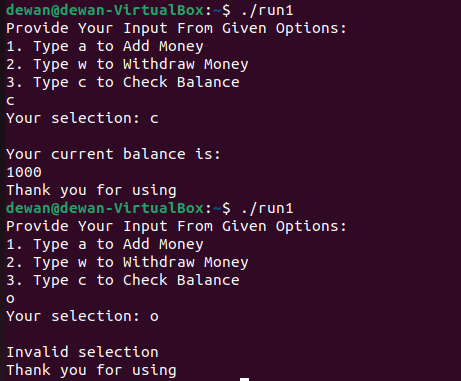 dewan@dewan-VirtualBox:~$ ./run1
Provide Your Input From Given Options:
1. Type a to Add Money
2. Type w to Withdraw Money
3. Type c to Check Balance
c
Your selection: c
Your current balance is:
1000
Thank you for using
dewan@dewan-VirtualBox:~$ ./run1
Provide Your Input From Given Options:
1. Type a to Add Money
2. Type w to Withdraw Money
3. Type c to Check Balance
o
Your selection: o
Invalid selection
Thank you for using